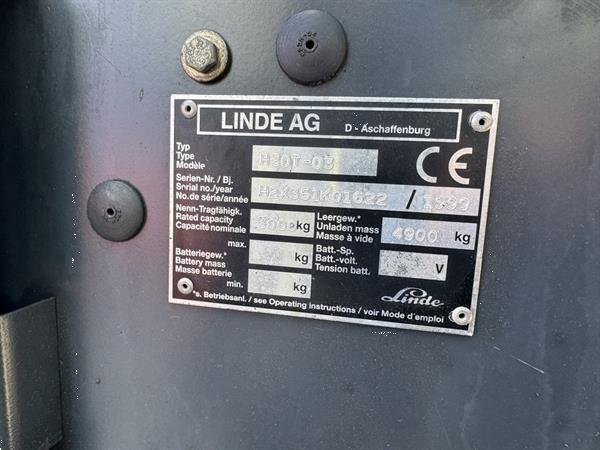 LINDE AG D - Aschaffenburg
Typ
Type
Modèle
H30T-03
CE
Serien-Nr. / Bj.
Serial no./year
No.de série/année
H2X351K01622 / 1999
Nenn-Tragfähigk.
Rated capacity
Capacité nominale
kg
Leergew.*
Unladen mass
Masse à vide
4900 kg
Batteriegew.*
Battery mass
Masse batterie
max. kg
min. kg
Batt.-Sp.
Batt.-volt.
Tension batt.
V
Linde
*s. Betriebsanl. / see Operating instructions / voir Mode d'emploi